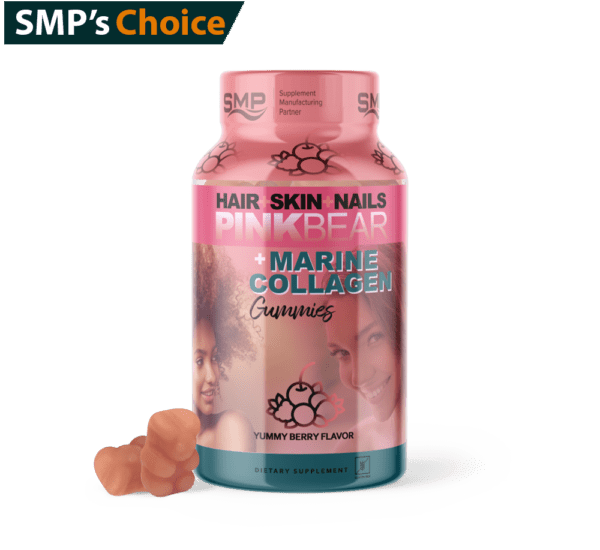 SMP's Choice
SMP
Supplement
Manufacturing
Partner
SMP
HAIR+SKIN+NAILS
PINKBEAR
+MARINE
COLLAGEN
Gummies
YUMMY BERRY FLAVOR
DIETARY SUPPLEMENT